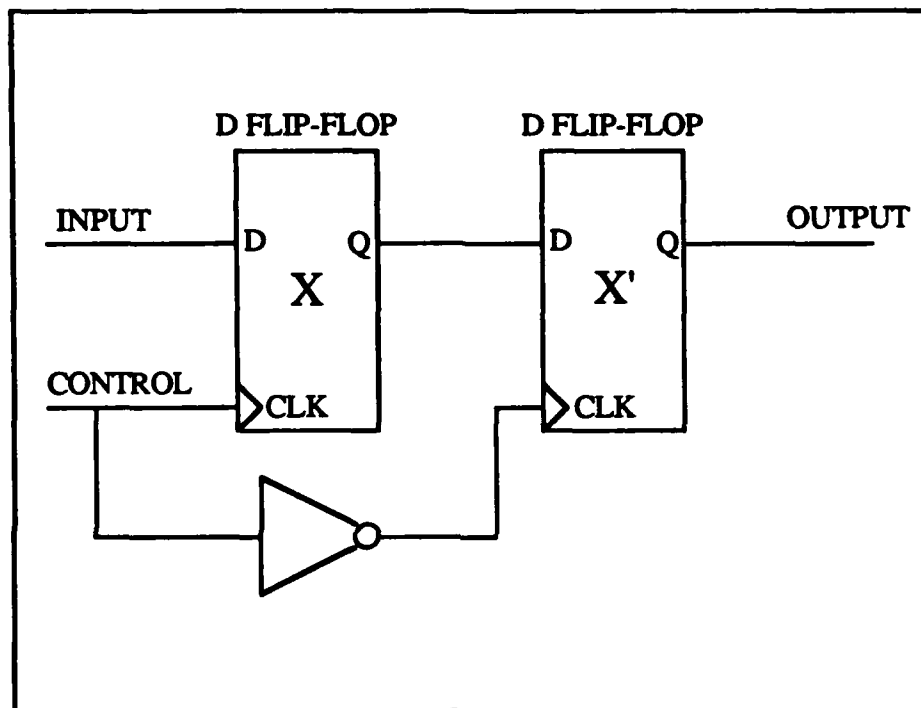 D FLIP-FLOP D FLIP-FLOP
INPUT OUTPUT
D Q D Q
X X'
CONTROL
CLK CLK